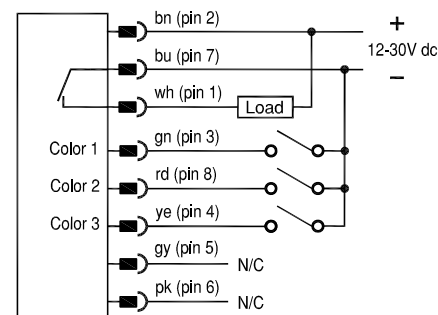 bn (pin 2)
+
12-30V dc
bu (pin 7)
−
wh (pin 1)
Load
Color 1
gn (pin 3)
Color 2
rd (pin 8)
Color 3
ye (pin 4)
gy (pin 5)
N/C
pk (pin 6)
N/C